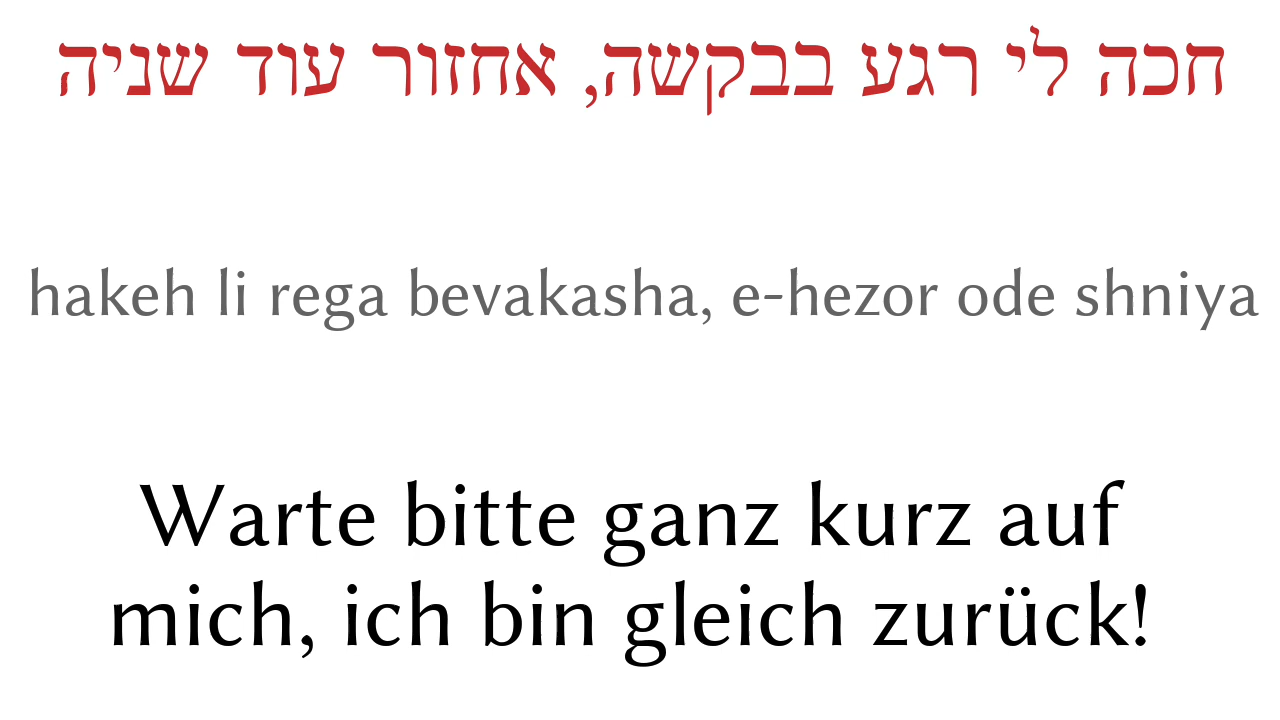 חכה לי רגע בבקשה, אחזור עוד שניה
hakeh li rega bevakasha, e-hezor ode shniya
Warte bitte ganz kurz auf
mich, ich bin gleich zurück!